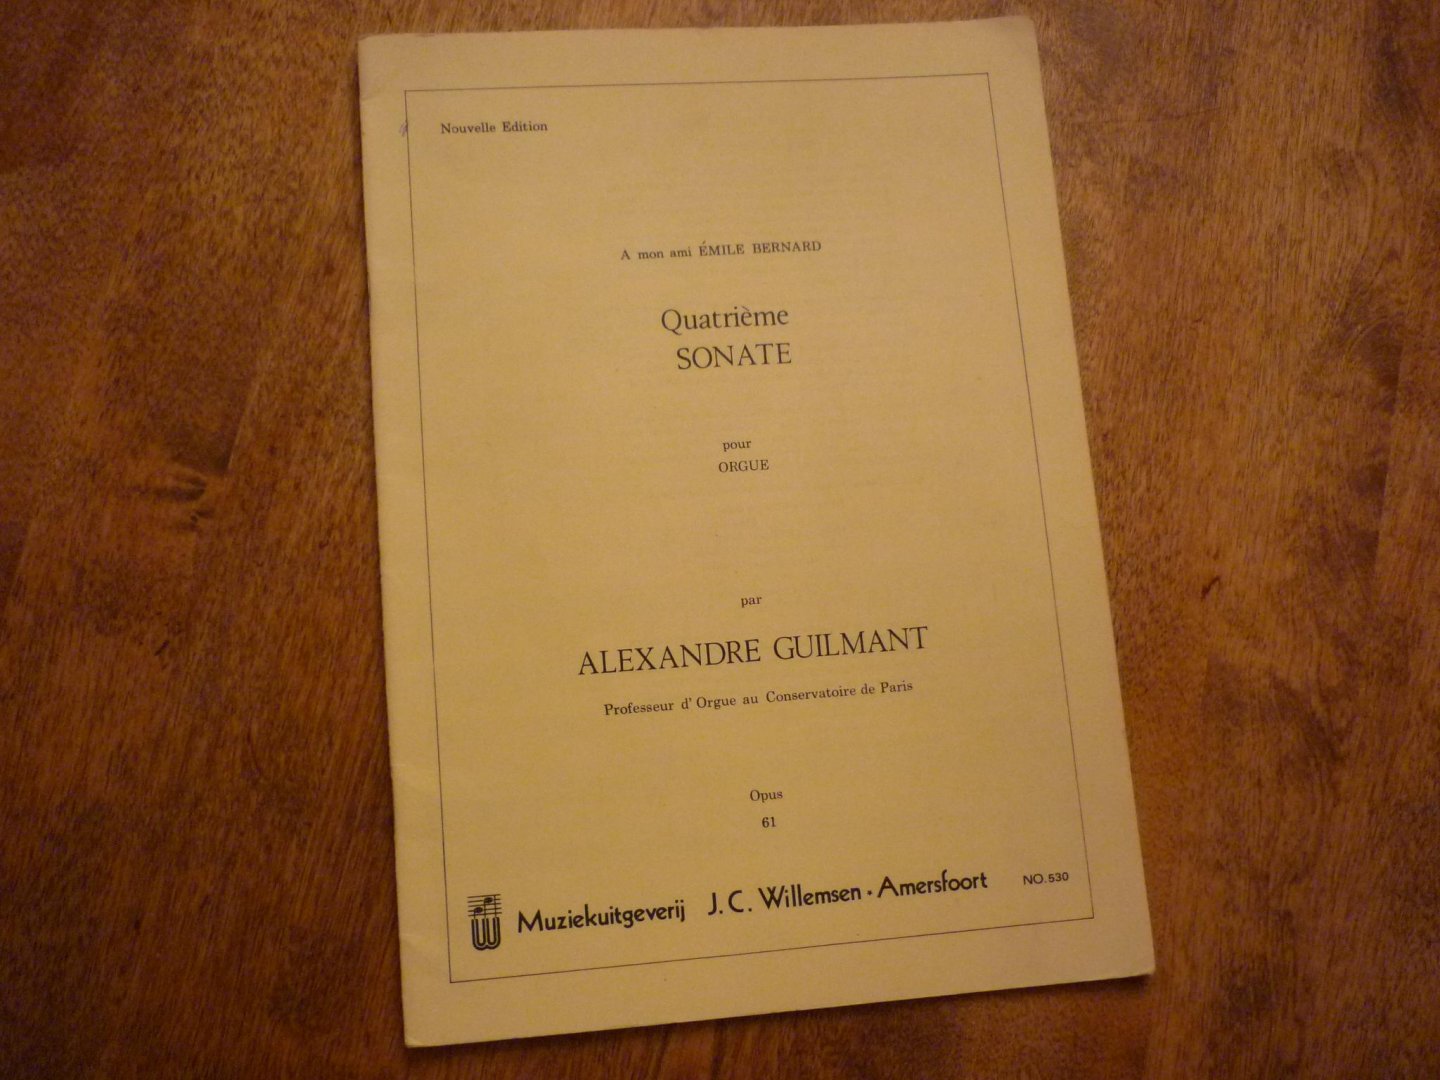 Nouvelle Edition
A mon ami ÉMILE BERNARD
Quatrième
SONATE
pour
ORGUE
par
ALEXANDRE GUILMANT
Professeur d' Orgue au Conservatoire de Paris
Opus
61
Muziekuitgeverij J.C. Willemsen · Amersfoort NO. 530